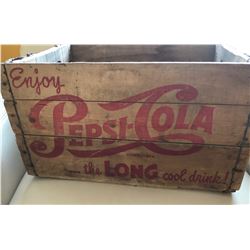 Enjoy
PEPSI-COLA
the LONG cool drink!